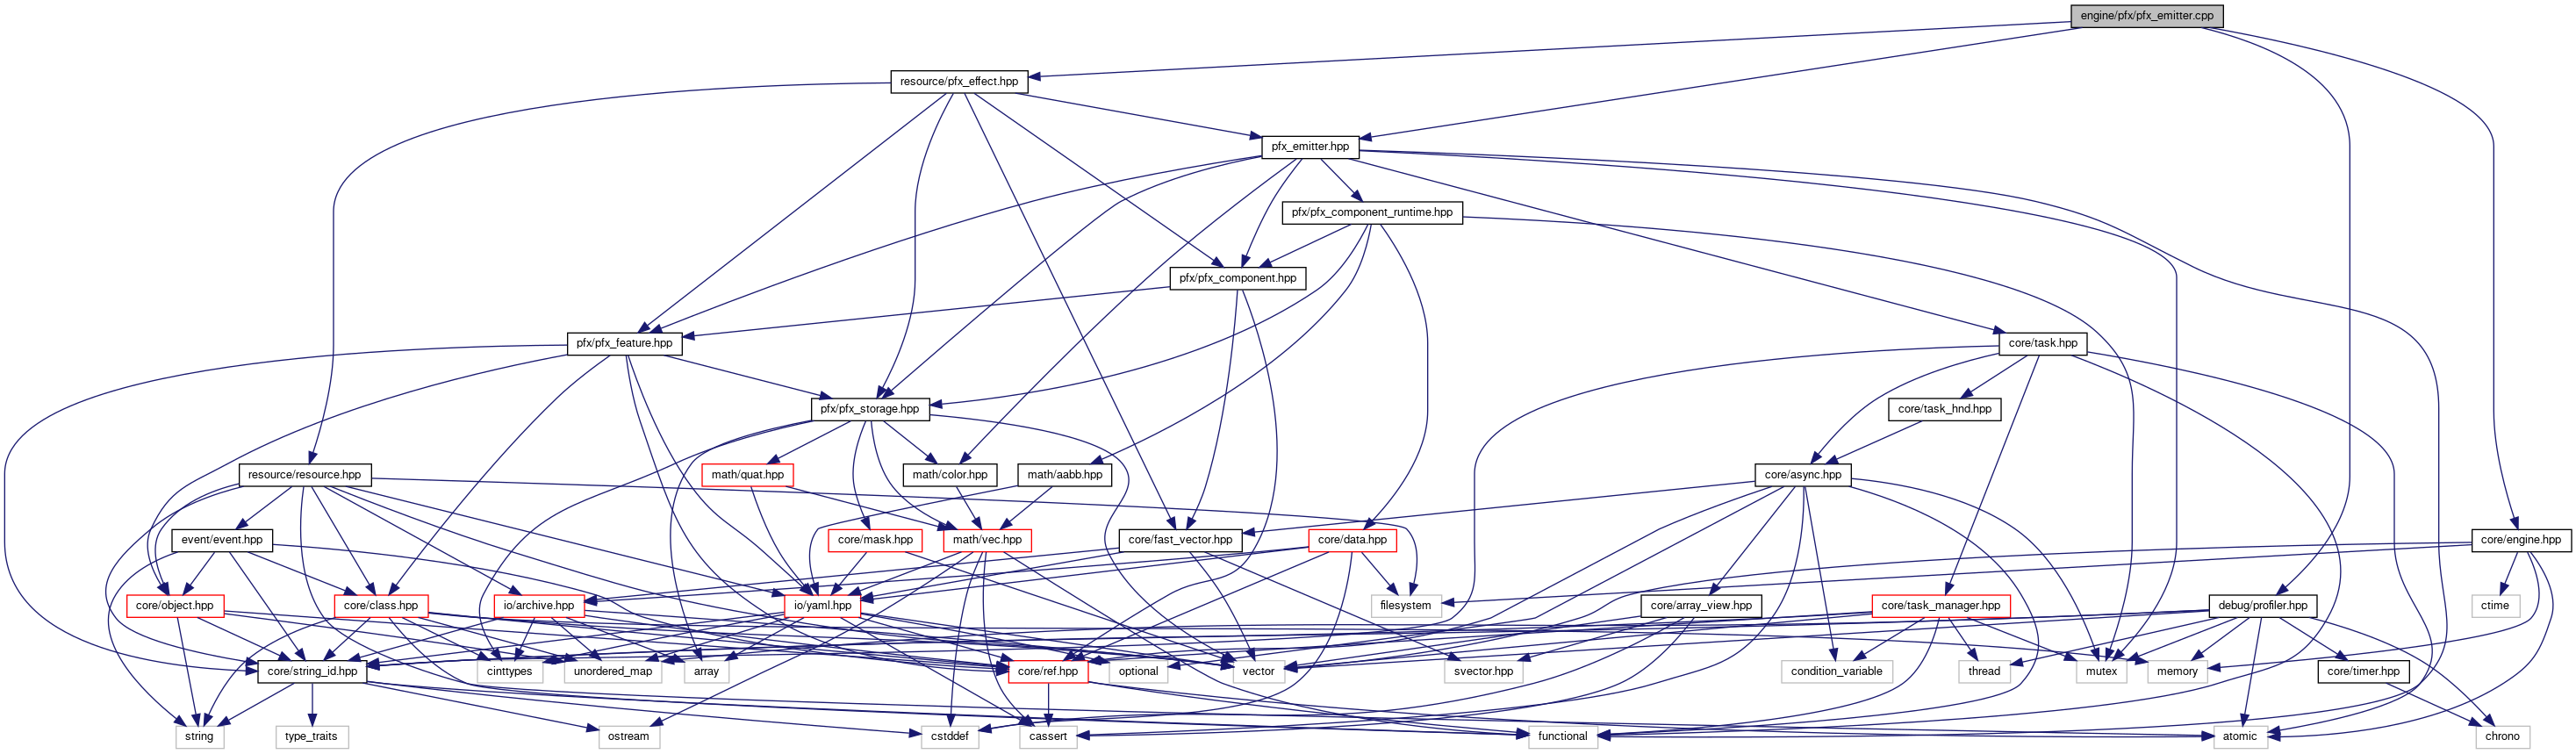 engine/pfx/pfx_emitter.cpp
resource/pfx_effect.hpp
pfx_emitter.hpp
pfx/pfx_component_runtime.hpp
pfx/pfx_component.hpp
pfx/pfx_feature.hpp
core/task.hpp
pfx/pfx_storage.hpp
core/task_hnd.hpp
resource/resource.hpp
math/quat.hpp
math/color.hpp
math/aabb.hpp
core/async.hpp
event/event.hpp
core/mask.hpp
math/vec.hpp
core/fast_vector.hpp
core/data.hpp
core/engine.hpp
core/object.hpp
core/class.hpp
io/archive.hpp
io/yaml.hpp
filesystem
core/array_view.hpp
core/task_manager.hpp
debug/profiler.hpp
ctime
core/string_id.hpp
cinttypes
unordered_map
array
core/ref.hpp
optional
vector
svector.hpp
condition_variable
thread
mutex
memory
core/timer.hpp
string
type_traits
ostream
cstddef
cassert
functional
atomic
chrono